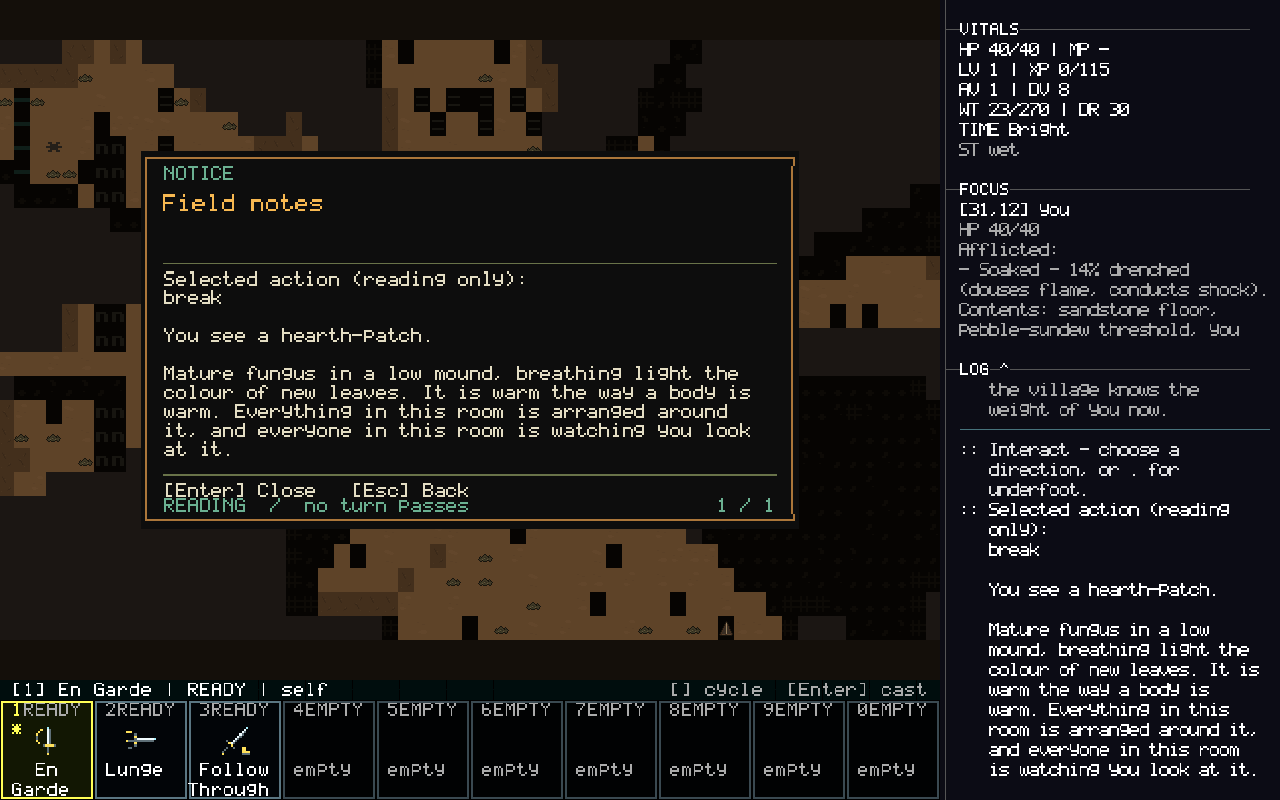 VITALS
HP 40/40 | MP -
LV 1 | XP 0/115
AV 1 | DV 8
WT 23/270 | DR 30
TIME Bright
ST wet
FOCUS
[31,12] You
HP 40/40
Afflicted:
- Soaked - 14% drenched
(douses flame, conducts shock).
Contents: sandstone floor,
Pebble-sundew threshold, You
LOG ^
the village knows the
weight of you now.
:: Interact - choose a
direction, or . for
underfoot.
:: Selected action (reading
only):
break
You see a hearth-patch.
Mature fungus in a low
mound, breathing light the
colour of new leaves. It is
warm the way a body is
warm. Everything in this
room is arranged around it,
and everyone in this room
is watching you look at it.
NOTICE
Field notes
Selected action (reading only):
break
You see a hearth-patch.
Mature fungus in a low mound, breathing light the
colour of new leaves. It is warm the way a body is
warm. Everything in this room is arranged around
it, and everyone in this room is watching you look
at it.
[Enter] Close [Esc] Back
READING / no turn passes 1 / 1
[1] En Garde | READY | self [] cycle [Enter] cast
1READY 2READY 3READY 4EMPTY 5EMPTY 6EMPTY 7EMPTY 8EMPTY 9EMPTY 0EMPTY
*
En Lunge Follow empty empty empty empty empty empty empty
Garde Through